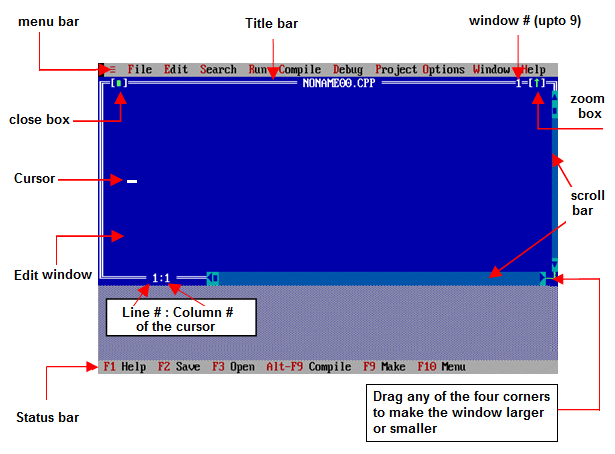 menu bar
Title bar
window # (upto 9)
≡ File Edit Search Run Compile Debug Project Options Window Help
[■] NONAME00.CPP 1=[↑]
close box
zoom
box
Cursor
scroll
bar
Edit window
1:1
Line # : Column #
of the cursor
F1 Help F2 Save F3 Open Alt-F9 Compile F9 Make F10 Menu
Status bar
Drag any of the four corners
to make the window larger
or smaller